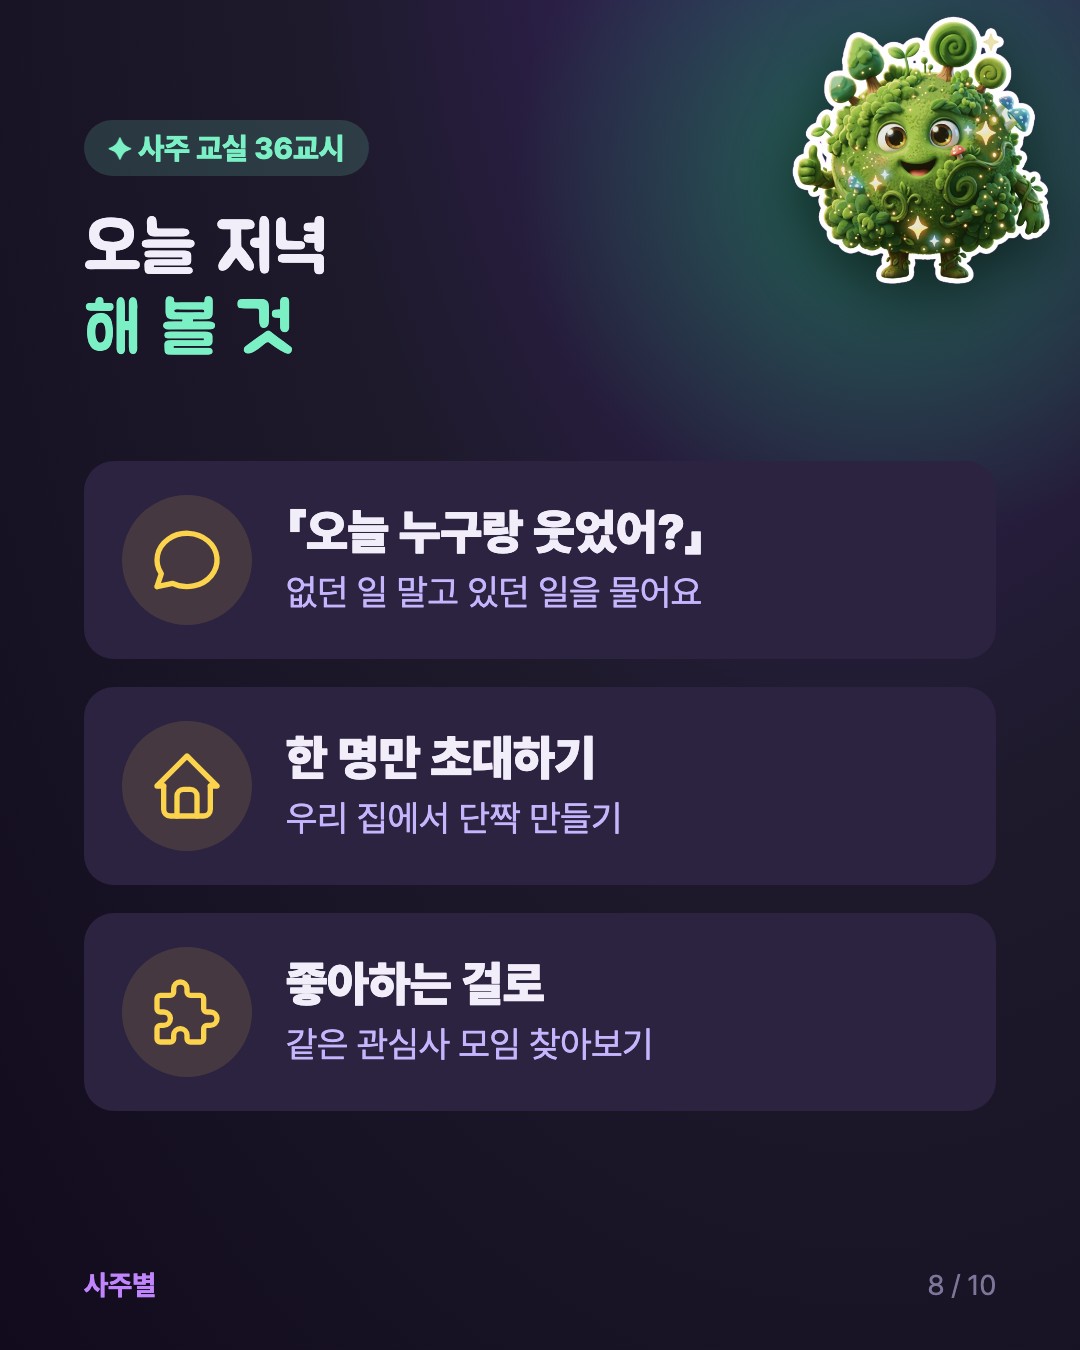 ✦ 사주 교실 36교시
오늘 저녁
해 볼 것
「오늘 누구랑 웃었어?」
없던 일 말고 있던 일을 물어요
한 명만 초대하기
우리 집에서 단짝 만들기
좋아하는 걸로
같은 관심사 모임 찾아보기
사주별
8 / 10